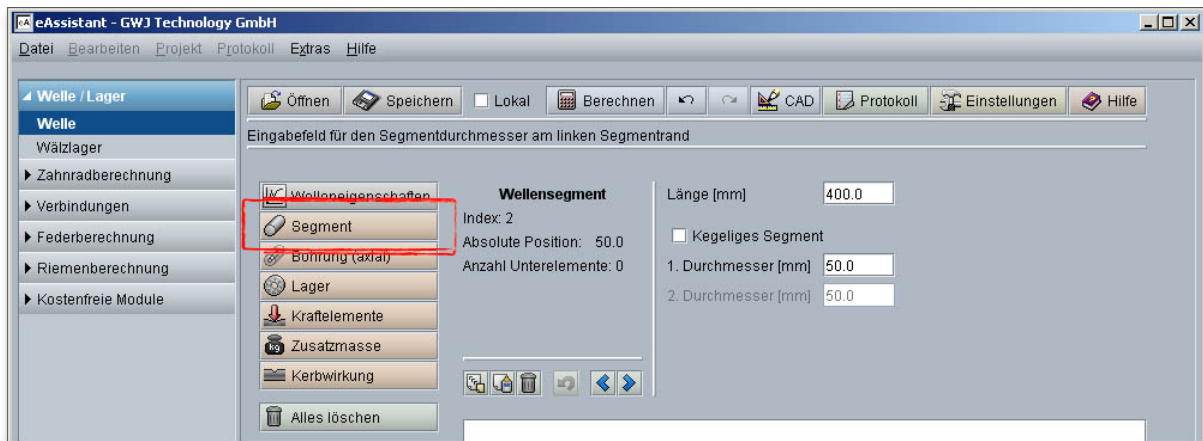 eAssistant - GWJ Technology GmbH
Datei Bearbeiten Projekt Protokoll Extras Hilfe
Welle / Lager
Welle
Wälzlager
Zahnradberechnung
Verbindungen
Federberechnung
Riemenberechnung
Kostenfreie Module
Öffnen Speichern Lokal Berechnen CAD Protokoll Einstellungen Hilfe
Eingabefeld für den Segmentdurchmesser am linken Segmentrand
Welleneigenschaften
Segment
Bohrung (axial)
Lager
Kraftelemente
Zusatzmasse
Kerbwirkung
Alles löschen
Wellensegment
Index: 2
Absolute Position: 50.0
Anzahl Unterelemente: 0
Länge [mm] 400.0
Kegeliges Segment
1. Durchmesser [mm] 50.0
2. Durchmesser [mm] 50.0